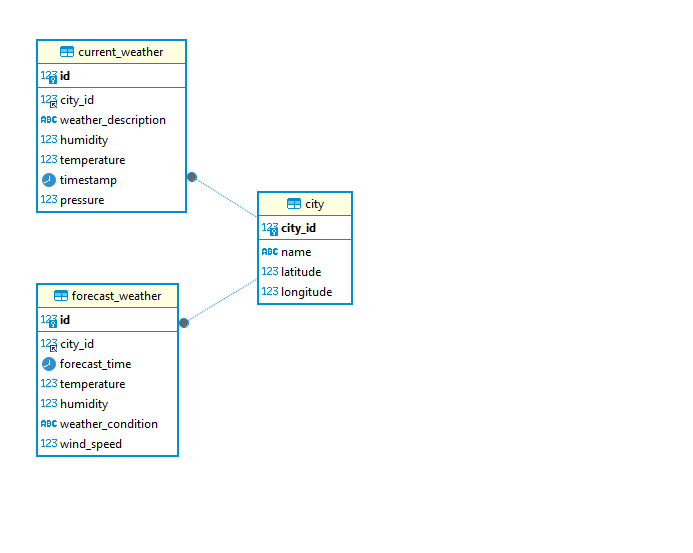 current_weather
123 id
123 city_id
ABC weather_description
123 humidity
123 temperature
timestamp
123 pressure
city
123 city_id
ABC name
123 latitude
123 longitude
forecast_weather
123 id
123 city_id
forecast_time
123 temperature
123 humidity
ABC weather_condition
123 wind_speed